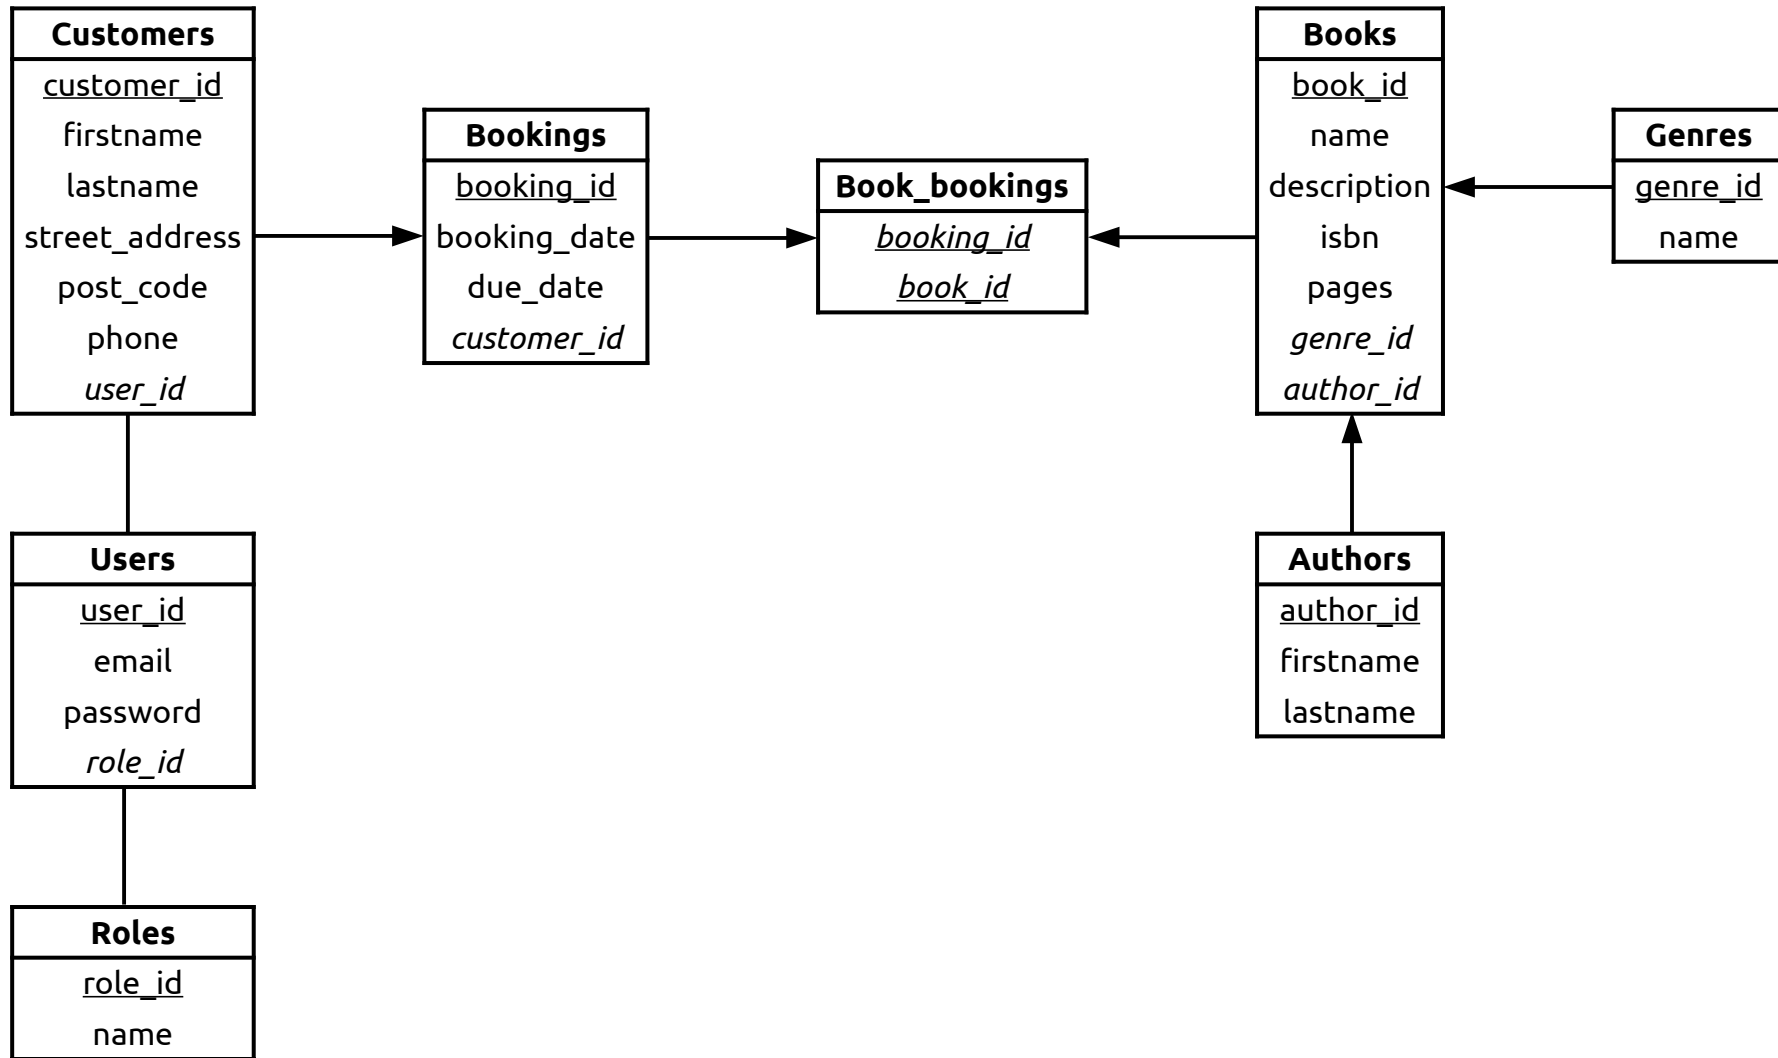 Customers
customer_id
firstname
lastname
street_address
post_code
phone
user_id
Bookings
booking_id
booking_date
due_date
customer_id
Book_bookings
booking_id
book_id
Books
book_id
name
description
isbn
pages
genre_id
author_id
Genres
genre_id
name
Users
user_id
email
password
role_id
Authors
author_id
firstname
lastname
Roles
role_id
name